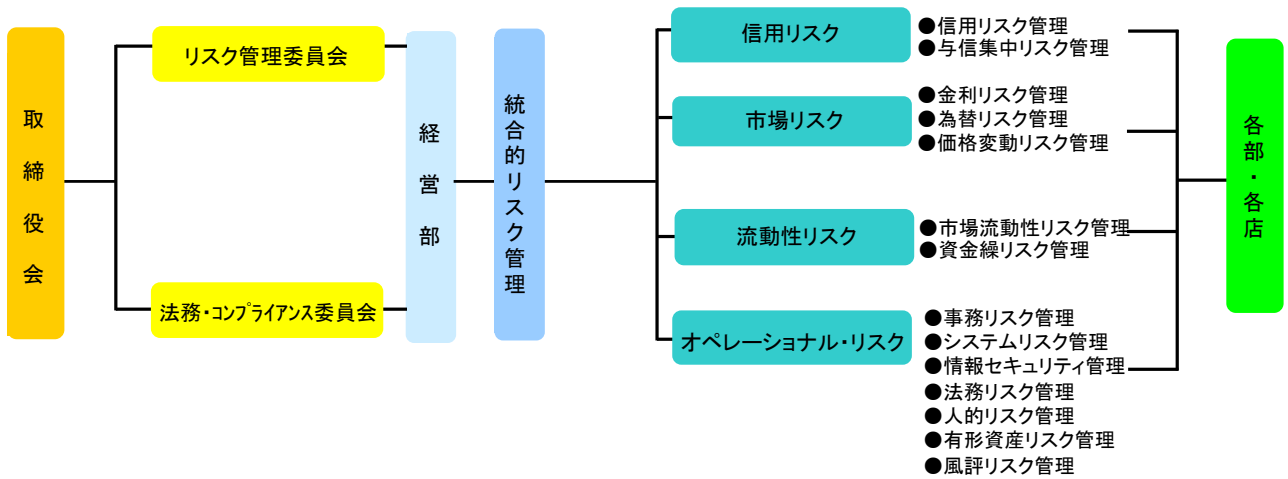 取締役会
リスク管理委員会
法務・コンプライアンス委員会
経営部
統合的リスク管理
信用リスク
●信用リスク管理
●与信集中リスク管理
市場リスク
●金利リスク管理
●為替リスク管理
●価格変動リスク管理
流動性リスク
●市場流動性リスク管理
●資金繰リスク管理
オペレーショナル・リスク
●事務リスク管理
●システムリスク管理
●情報セキュリティ管理
●法務リスク管理
●人的リスク管理
●有形資産リスク管理
●風評リスク管理
各部・各店